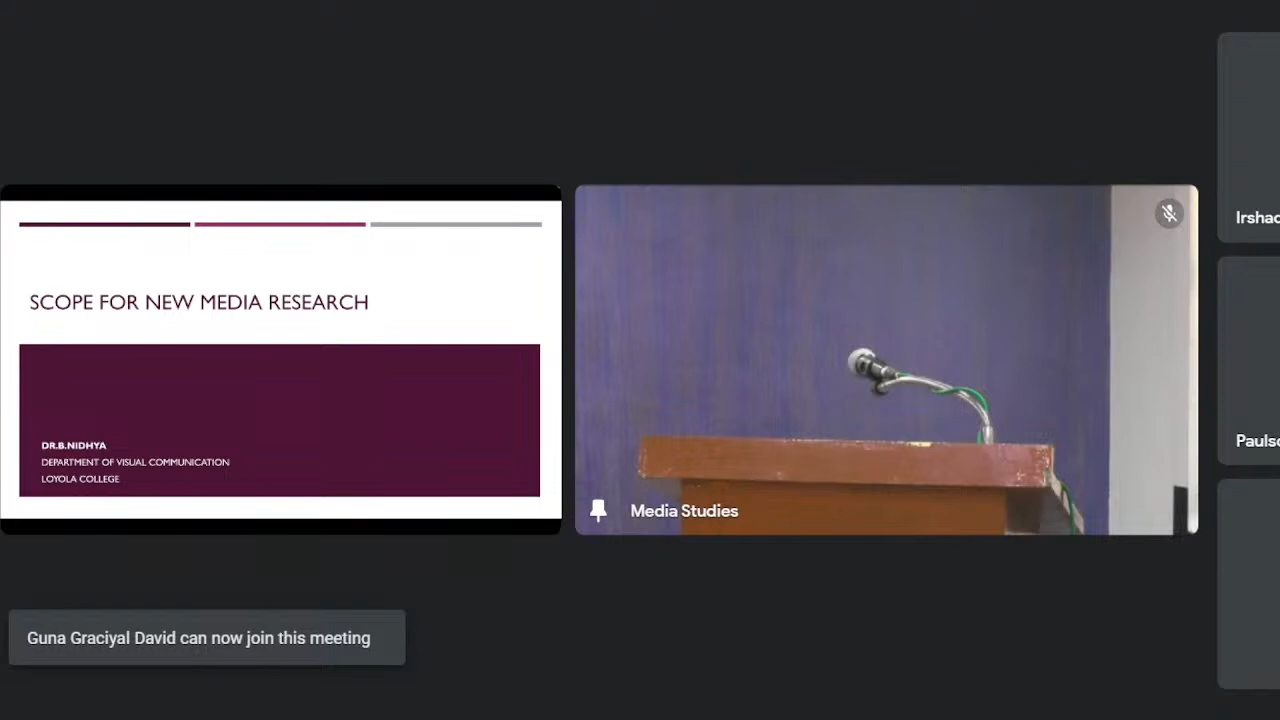 SCOPE FOR NEW MEDIA RESEARCH
DR.B.NIDHYA
DEPARTMENT OF VISUAL COMMUNICATION
LOYOLA COLLEGE
Media Studies
Guna Graciyal David can now join this meeting